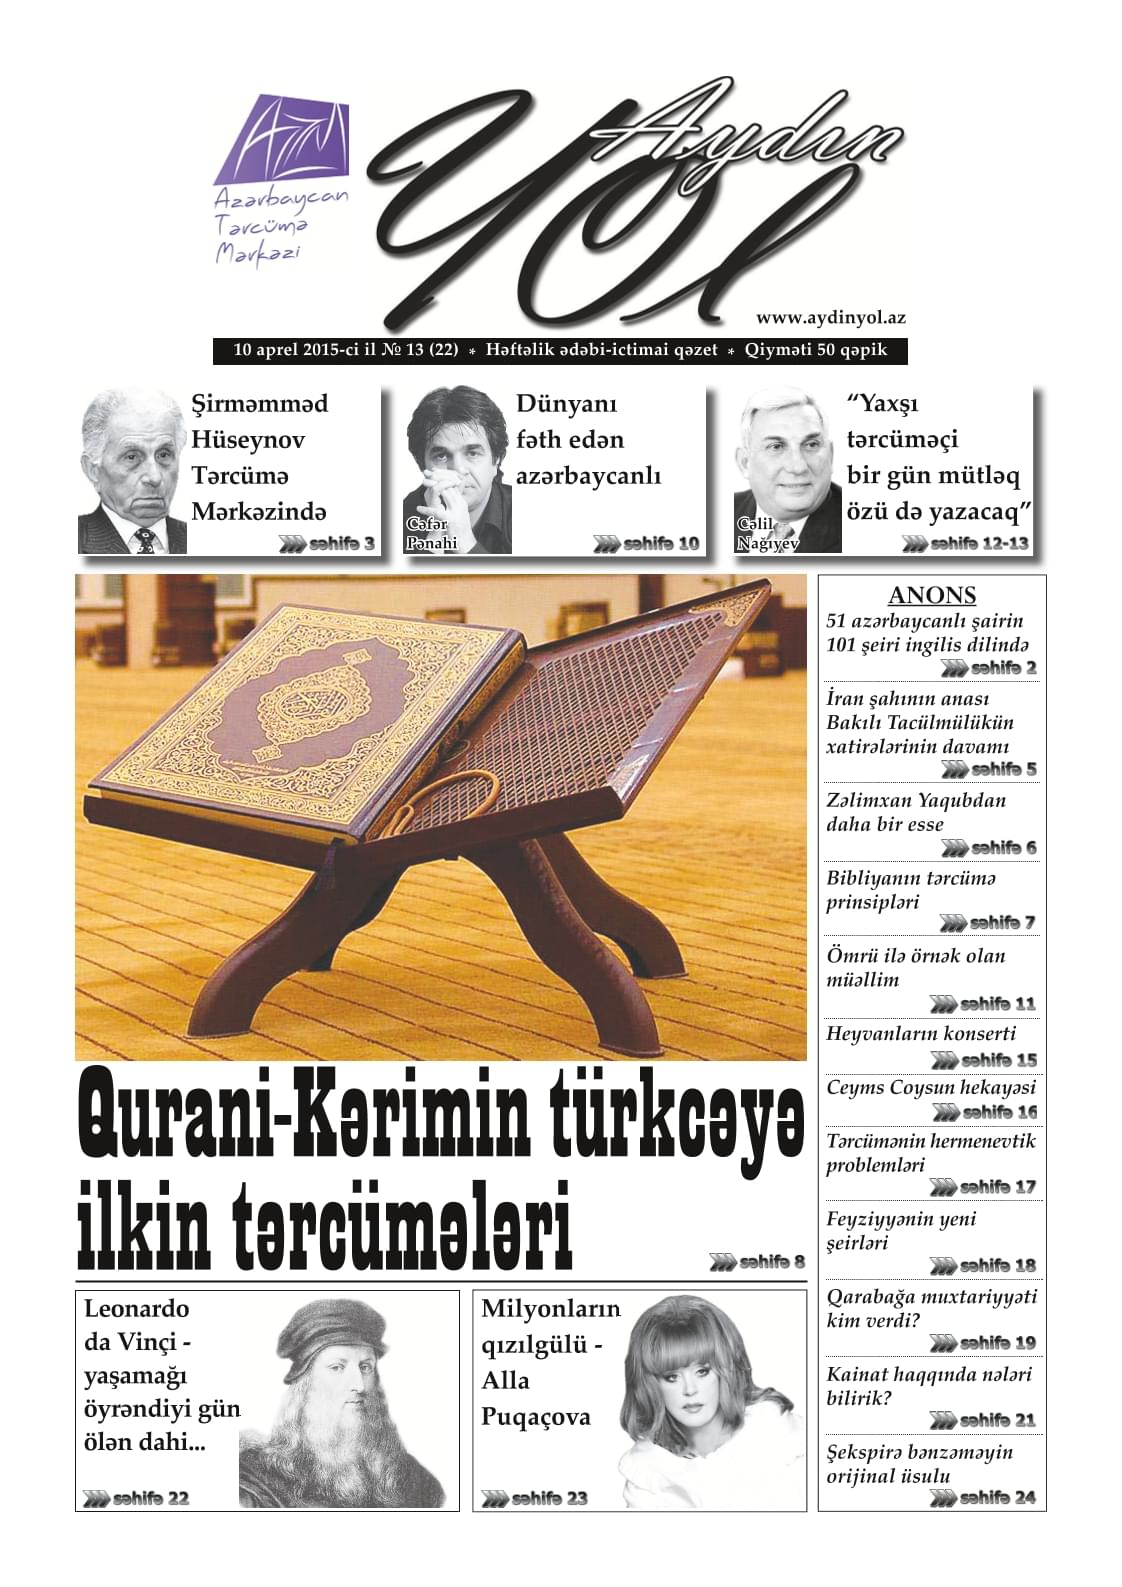 AzTM
Azərbaycan
Tərcümə
Mərkəzi
Aydın
Yol
www.aydinyol.az
10 aprel 2015-ci il № 13 (22) * Həftəlik ədəbi-ictimai qəzet * Qiyməti 50 qəpik
Şirməmməd
Hüseynov
Tərcümə
Mərkəzində
səhifə 3
Dünyanı
fəth edən
azərbaycanlı
Cəfər
Pənahi
səhifə 10
“Yaxşı
tərcüməçi
bir gün mütləq
özü də yazacaq”
Cəlil
Nağıyev
səhifə 12-13
Qurani-Kərimin türkcəyə
ilkin tərcümələri
səhifə 8
Leonardo
da Vinçi -
yaşamağı
öyrəndiyi gün
ölən dahi...
səhifə 22
Milyonların
qızılgülü -
Alla
Puqaçova
səhifə 23
ANONS
51 azərbaycanlı şairin
101 şeiri ingilis dilində
səhifə 2
İran şahının anası
Bakılı Tacülmülükün
xatirələrinin davamı
səhifə 5
Zəlimxan Yaqubdan
daha bir esse
səhifə 6
Bibliyanın tərcümə
prinsipləri
səhifə 7
Ömrü ilə örnək olan
müəllim
səhifə 11
Heyvanların konserti
səhifə 15
Ceyms Coysun hekayəsi
səhifə 16
Tərcümənin hermenevtik
problemləri
səhifə 17
Feyziyyənin yeni
şeirləri
səhifə 18
Qarabağa muxtariyyəti
kim verdi?
səhifə 19
Kainat haqqında nələri
bilirik?
səhifə 21
Şekspirə bənzəməyin
orijinal üsulu
səhifə 24